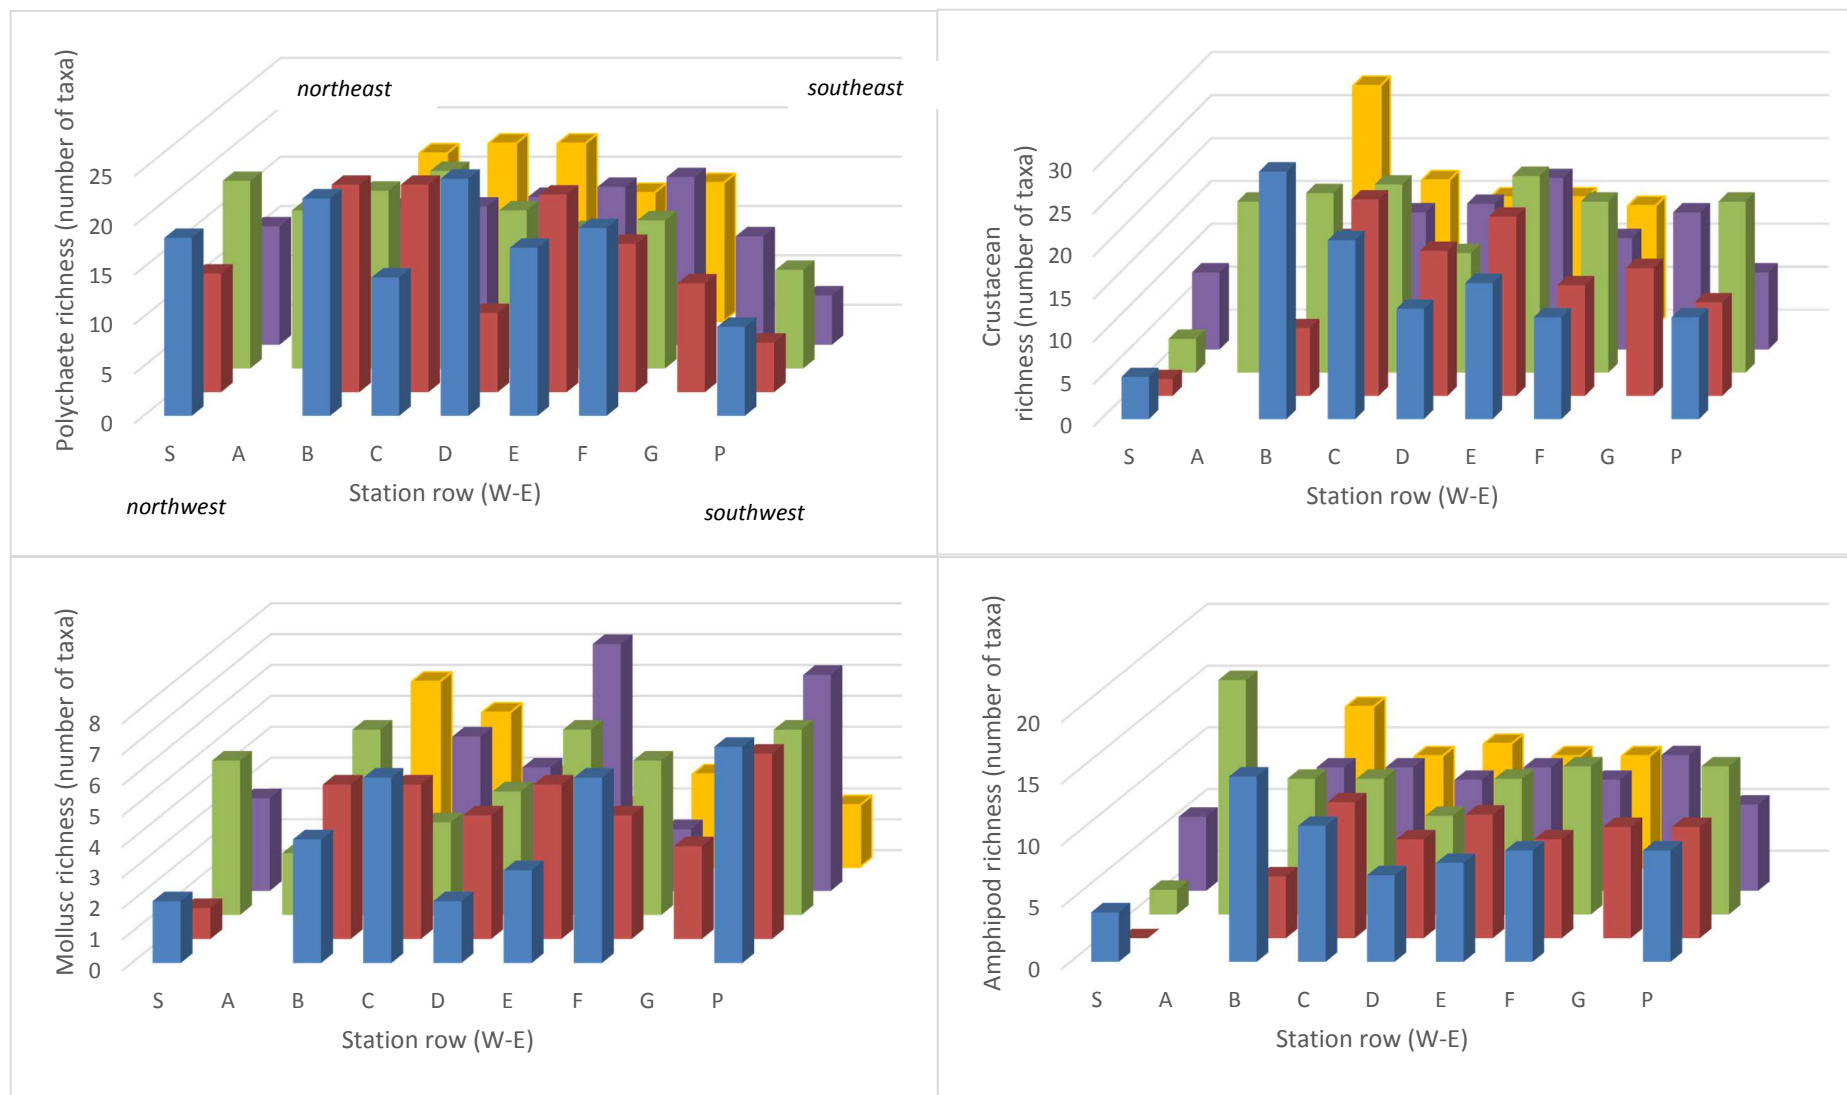 Polychaete richness (number of taxa)
northeast
southeast
25
20
15
10
5
0
S A B C D E F G P
Station row (W-E)
northwest
southwest
Crustacean
richness (number of taxa)
30
25
20
15
10
5
0
S A B C D E F G P
Station row (W-E)
Mollusc richness (number of taxa)
8
7
6
5
4
3
2
1
0
S A B C D E F G P
Station row (W-E)
Amphipod richness (number of taxa)
20
15
10
5
0
S A B C D E F G P
Station row (W-E)